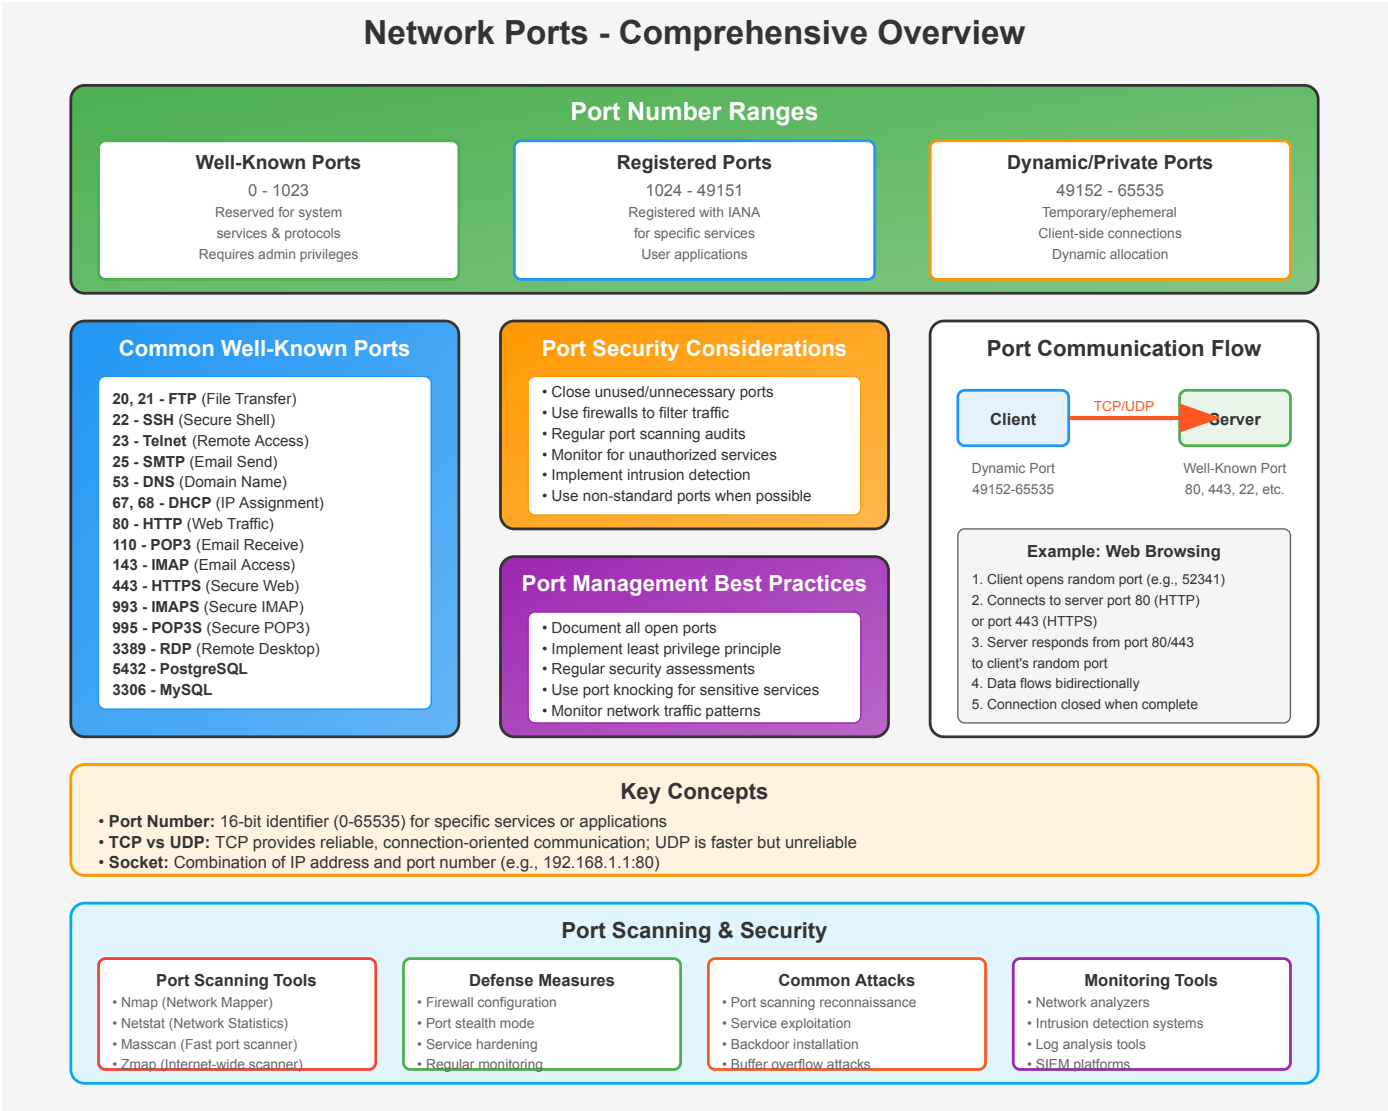 Network Ports - Comprehensive Overview
Port Number Ranges
Well-Known Ports
0 - 1023
Reserved for system
services & protocols
Requires admin privileges
Registered Ports
1024 - 49151
Registered with IANA
for specific services
User applications
Dynamic/Private Ports
49152 - 65535
Temporary/ephemeral
Client-side connections
Dynamic allocation
Common Well-Known Ports
20, 21 - FTP (File Transfer)
22 - SSH (Secure Shell)
23 - Telnet (Remote Access)
25 - SMTP (Email Send)
53 - DNS (Domain Name)
67, 68 - DHCP (IP Assignment)
80 - HTTP (Web Traffic)
110 - POP3 (Email Receive)
143 - IMAP (Email Access)
443 - HTTPS (Secure Web)
993 - IMAPS (Secure IMAP)
995 - POP3S (Secure POP3)
3389 - RDP (Remote Desktop)
5432 - PostgreSQL
3306 - MySQL
Port Security Considerations
• Close unused/unnecessary ports
• Use firewalls to filter traffic
• Regular port scanning audits
• Monitor for unauthorized services
• Implement intrusion detection
• Use non-standard ports when possible
Port Management Best Practices
• Document all open ports
• Implement least privilege principle
• Regular security assessments
• Use port knocking for sensitive services
• Monitor network traffic patterns
Port Communication Flow
Client
TCP/UDP
Server
Dynamic Port
49152-65535
Well-Known Port
80, 443, 22, etc.
Example: Web Browsing
1. Client opens random port (e.g., 52341)
2. Connects to server port 80 (HTTP)
or port 443 (HTTPS)
3. Server responds from port 80/443
to client's random port
4. Data flows bidirectionally
5. Connection closed when complete
Key Concepts
• Port Number: 16-bit identifier (0-65535) for specific services or applications
• TCP vs UDP: TCP provides reliable, connection-oriented communication; UDP is faster but unreliable
• Socket: Combination of IP address and port number (e.g., 192.168.1.1:80)
Port Scanning & Security
Port Scanning Tools
• Nmap (Network Mapper)
• Netstat (Network Statistics)
• Masscan (Fast port scanner)
• Zmap (Internet-wide scanner)
Defense Measures
• Firewall configuration
• Port stealth mode
• Service hardening
• Regular monitoring
Common Attacks
• Port scanning reconnaissance
• Service exploitation
• Backdoor installation
• Buffer overflow attacks
Monitoring Tools
• Network analyzers
• Intrusion detection systems
• Log analysis tools
• SIEM platforms